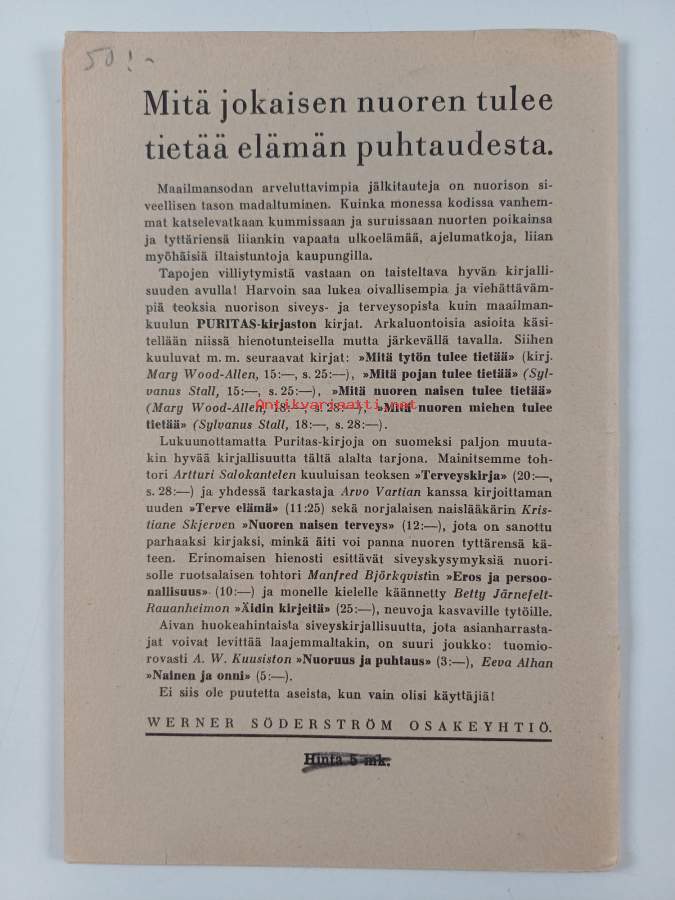 50:-
Mitä jokaisen nuoren tulee
tietää elämän puhtaudesta.
Maailmansodan arveluttavimpia jälkitauteja on nuorison si-
veellisen tason madaltuminen. Kuinka monessa kodissa vanhem-
mat katselevatkaan kummissaan ja suruissaan nuorten poikainsa
ja tyttäriensä liiankin vapaata ulkoelämää, ajelumatkoja, liian
myöhäisiä iltaistuntoja kaupungilla.
Tapojen villiytymistä vastaan on taisteltava hyvän kirjalli-
suuden avulla! Harvoin saa lukea oivallisempia ja viehättäväm-
piä teoksia nuorison siveys- ja terveysopista kuin maailman-
kuulun PURITAS-kirjaston kirjat. Arkaluontoisia asioita käsi-
tellään niissä hienotunteisella mutta järkevällä tavalla. Siihen
kuuluvat m. m. seuraavat kirjat: »Mitä tytön tulee tietää» (kirj.
Mary Wood-Allen, 15:—, s. 25:—), »Mitä pojan tulee tietää» (Syl-
vanus Stall, 15:—, s. 25:—), »Mitä nuoren naisen tulee tietää»
(Mary Wood-Allen, 18:—, s. 28:—), »Mitä nuoren miehen tulee
tietää» (Sylvanus Stall, 18:—, s. 28:—).
Antikvariaatti.net
Lukuunottamatta Puritas-kirjoja on suomeksi paljon muuta-
kin hyvää kirjallisuutta tältä alalta tarjona. Mainitsemme toh-
tori Artturi Salokantelen kuuluisan teoksen »Terveyskirja» (20:—,
s. 28:—) ja yhdessä tarkastaja Arvo Vartian kanssa kirjoittaman
uuden »Terve elämä» (11:25) sekä norjalaisen naislääkärin Kris-
tiane Skjerven »Nuoren naisen terveys» (12:—), jota on sanottu
parhaaksi kirjaksi, minkä äiti voi panna nuoren tyttärensä kä-
teen. Erinomaisen hienosti esittävät siveyskysymyksiä nuori-
solle ruotsalaisen tohtori Manfred Björkqvistin »Eros ja persoo-
nallisuus» (10:—) ja monelle kielelle käännetty Betty Järnefelt-
Rauanheimon »Äidin kirjeitä» (25:—), neuvoja kasvaville tytöille.
Aivan huokeahintaista siveyskirjallisuutta, jota asianharrasta-
jat voivat levittää laajemmaltakin, on suuri joukko: tuomio-
rovasti A. W. Kuusiston »Nuoruus ja puhtaus» (3:—), Eeva Alhan
»Nainen ja onni» (5:—).
Ei siis ole puutetta aseista, kun vain olisi käyttäjiä!
WERNER SÖDERSTRÖM OSAKEYHTIÖ.
Hinta 5 mk.